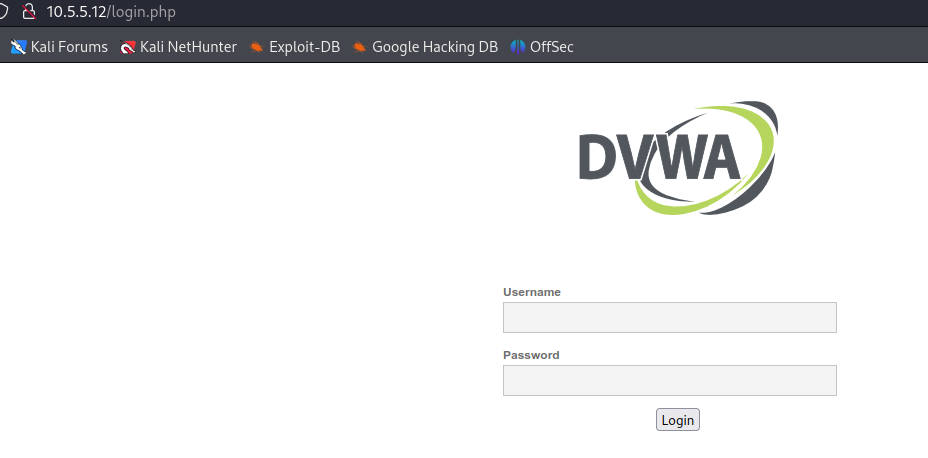 10.5.5.12/login.php
Kali Forums Kali NetHunter Exploit-DB Google Hacking DB OffSec
DVWA
Username
Password
Login